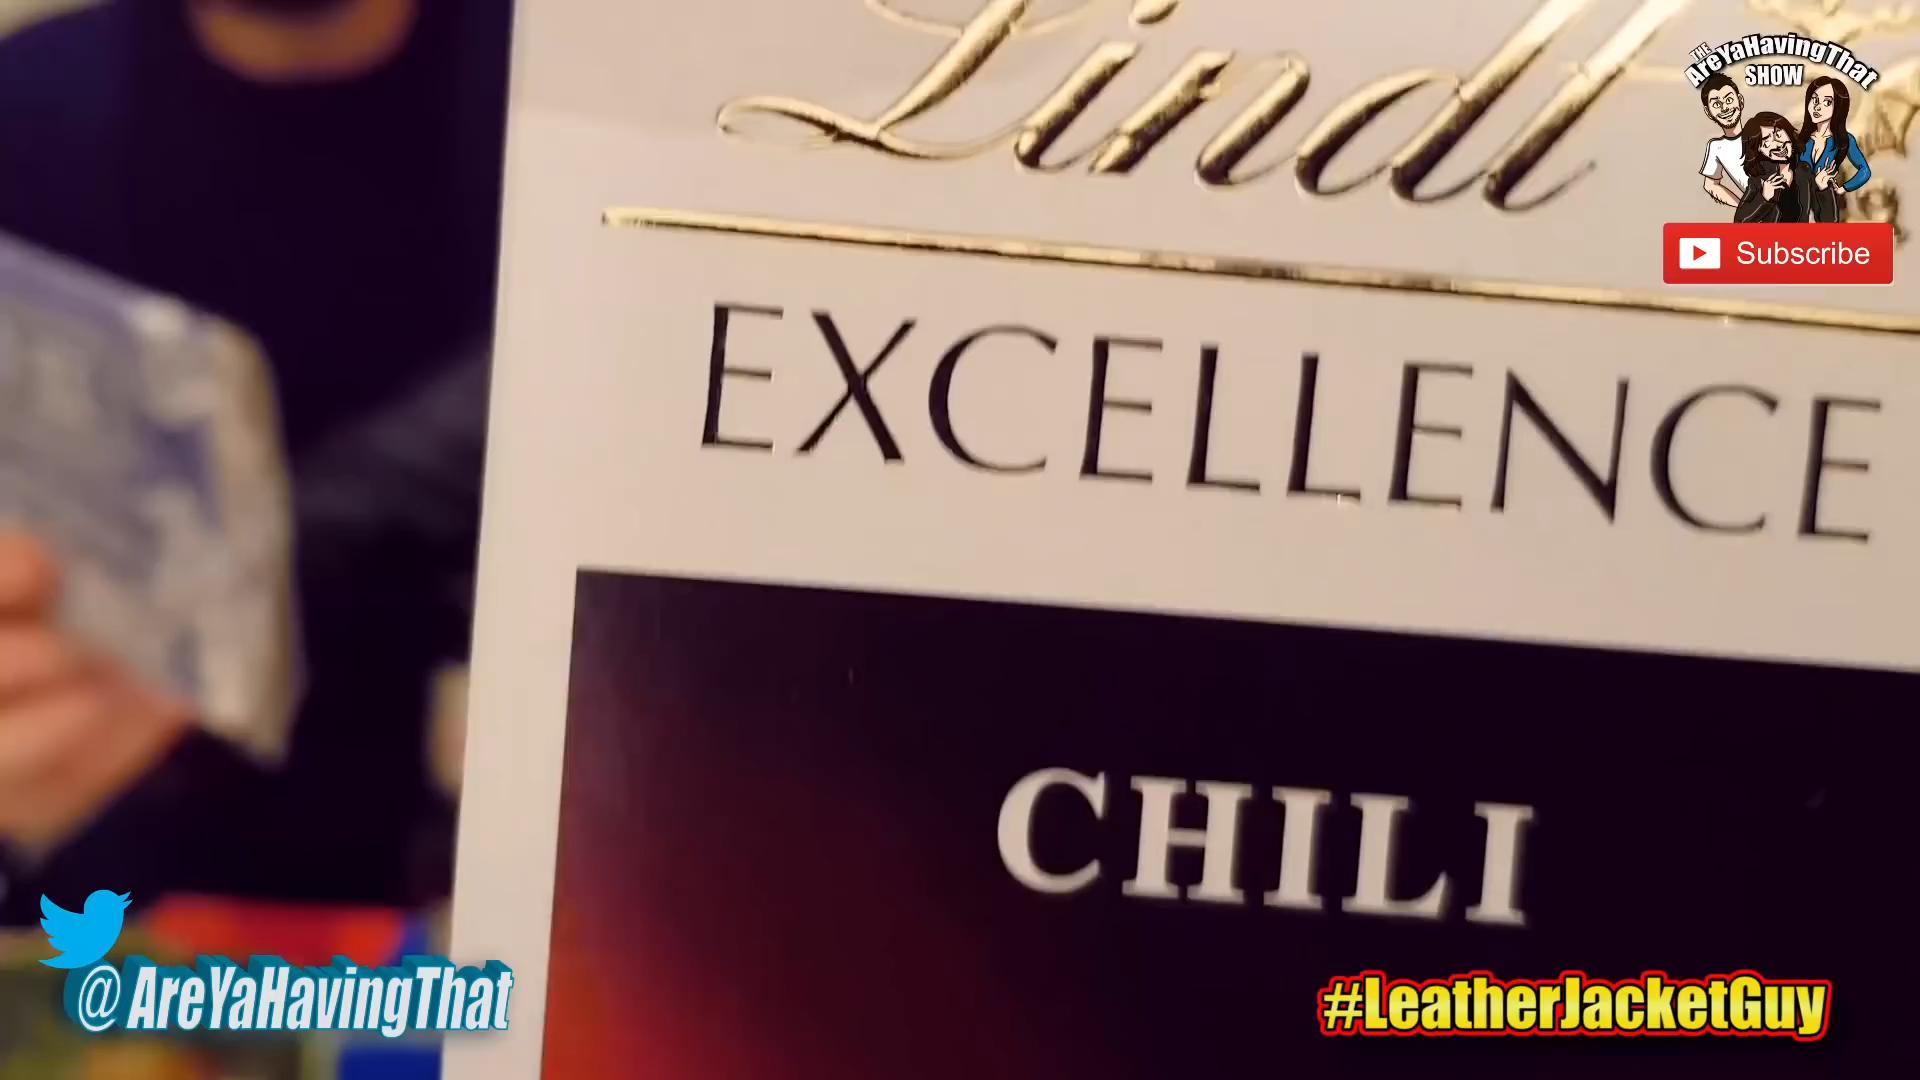 Lindt
THE
AreYaHavingThat
SHOW
Subscribe
EXCELLENCE
CHILI
@AreYaHavingThat
#LeatherJacketGuy